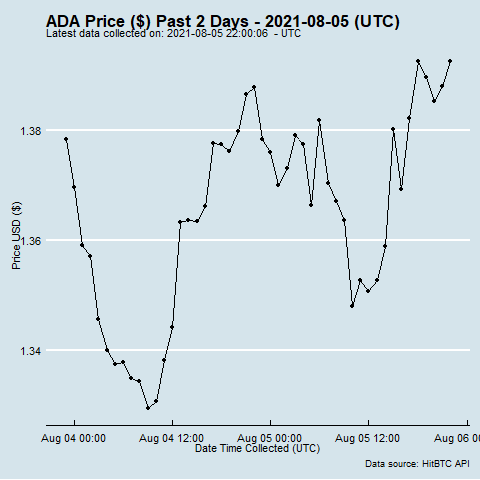 ADA Price ($) Past 2 Days - 2021-08-05 (UTC)
Latest data collected on: 2021-08-05 22:00:06 - UTC
Price USD ($)
1.38
1.36
1.34
Aug 04 00:00
Aug 04 12:00
Aug 05 00:00
Aug 05 12:00
Aug 06 0
Date Time Collected (UTC)
Data source: HitBTC API